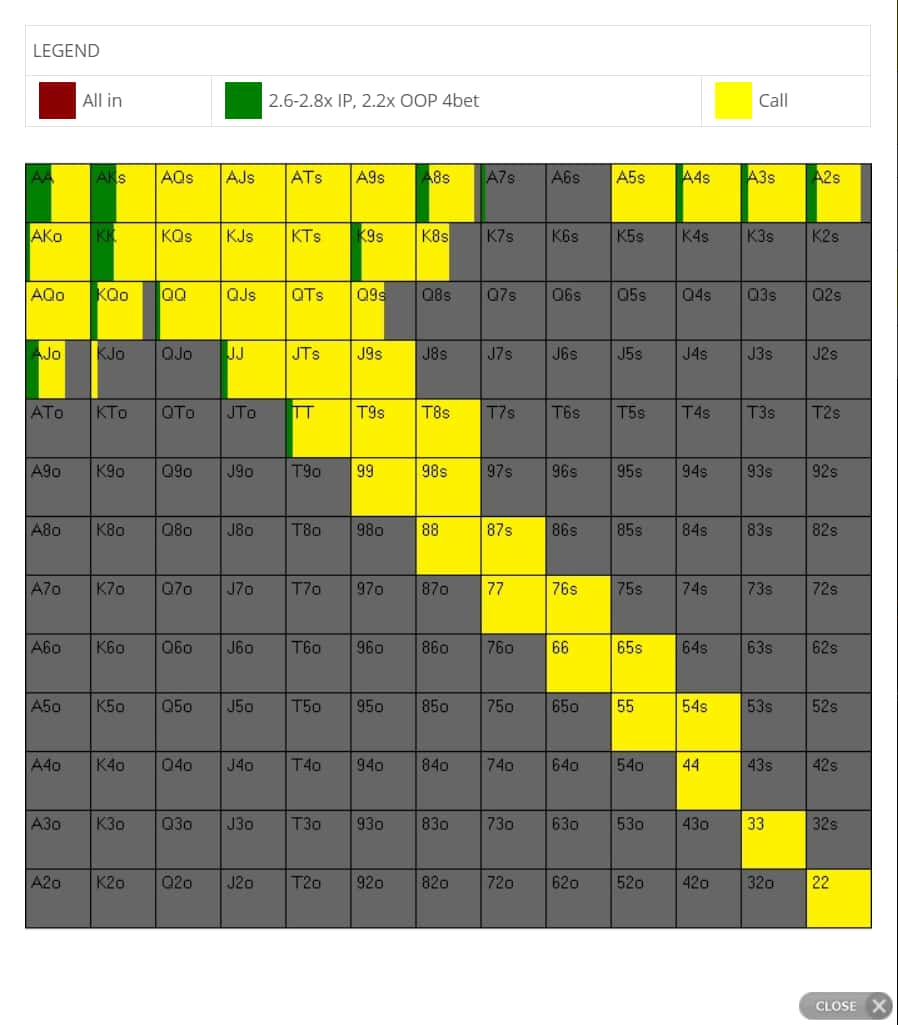 LEGEND
All in 2.6-2.8x IP, 2.2x OOP 4bet Call
AA AKs AQs AJs ATs A9s A8s A7s A6s A5s A4s A3s A2s
AKo KK KQs KJs KTs K9s K8s K7s K6s K5s K4s K3s K2s
AQo KQo QQ QJs QTs Q9s Q8s Q7s Q6s Q5s Q4s Q3s Q2s
AJo KJo QJo JJ JTs J9s J8s J7s J6s J5s J4s J3s J2s
ATo KTo QTo JTo TT T9s T8s T7s T6s T5s T4s T3s T2s
A9o K9o Q9o J9o T9o 99 98s 97s 96s 95s 94s 93s 92s
A8o K8o Q8o J8o T8o 98o 88 87s 86s 85s 84s 83s 82s
A7o K7o Q7o J7o T7o 97o 87o 77 76s 75s 74s 73s 72s
A6o K6o Q6o J6o T6o 96o 86o 76o 66 65s 64s 63s 62s
A5o K5o Q5o J5o T5o 95o 85o 75o 65o 55 54s 53s 52s
A4o K4o Q4o J4o T4o 94o 84o 74o 64o 54o 44 43s 42s
A3o K3o Q3o J3o T3o 93o 83o 73o 63o 53o 43o 33 32s
A2o K2o Q2o J2o T2o 92o 82o 72o 62o 52o 42o 32o 22
CLOSE